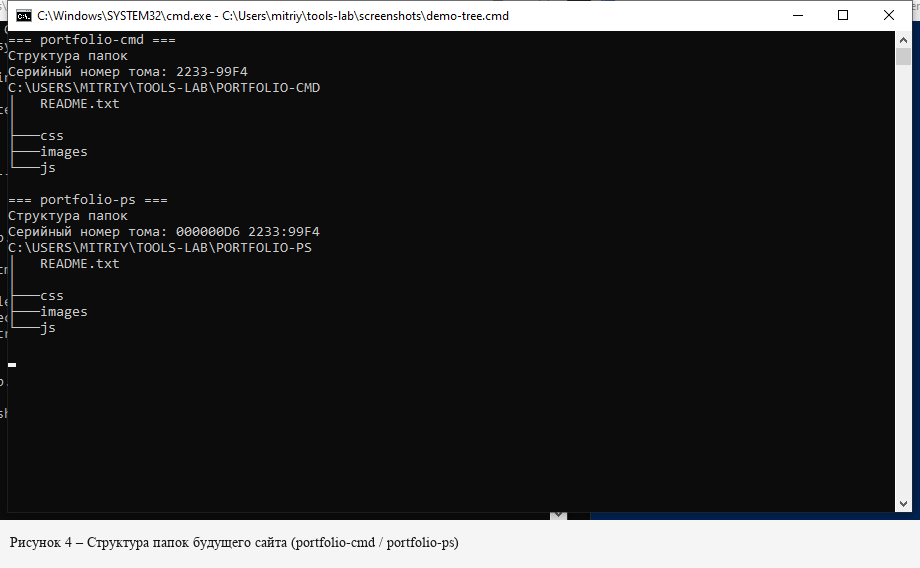 C:\Windows\SYSTEM32\cmd.exe - C:\Users\mitriy\tools-lab\screenshots\demo-tree.cmd
=== portfolio-cmd ===
Структура папок
Серийный номер тома: 2233-99F4
C:\USERS\MITRIY\TOOLS-LAB\PORTFOLIO-CMD
│   README.txt
│
├───css
├───images
└───js
=== portfolio-ps ===
Структура папок
Серийный номер тома: 000000D6 2233:99F4
C:\USERS\MITRIY\TOOLS-LAB\PORTFOLIO-PS
│   README.txt
│
├───css
├───images
└───js
Рисунок 4 – Структура папок будущего сайта (portfolio-cmd / portfolio-ps)